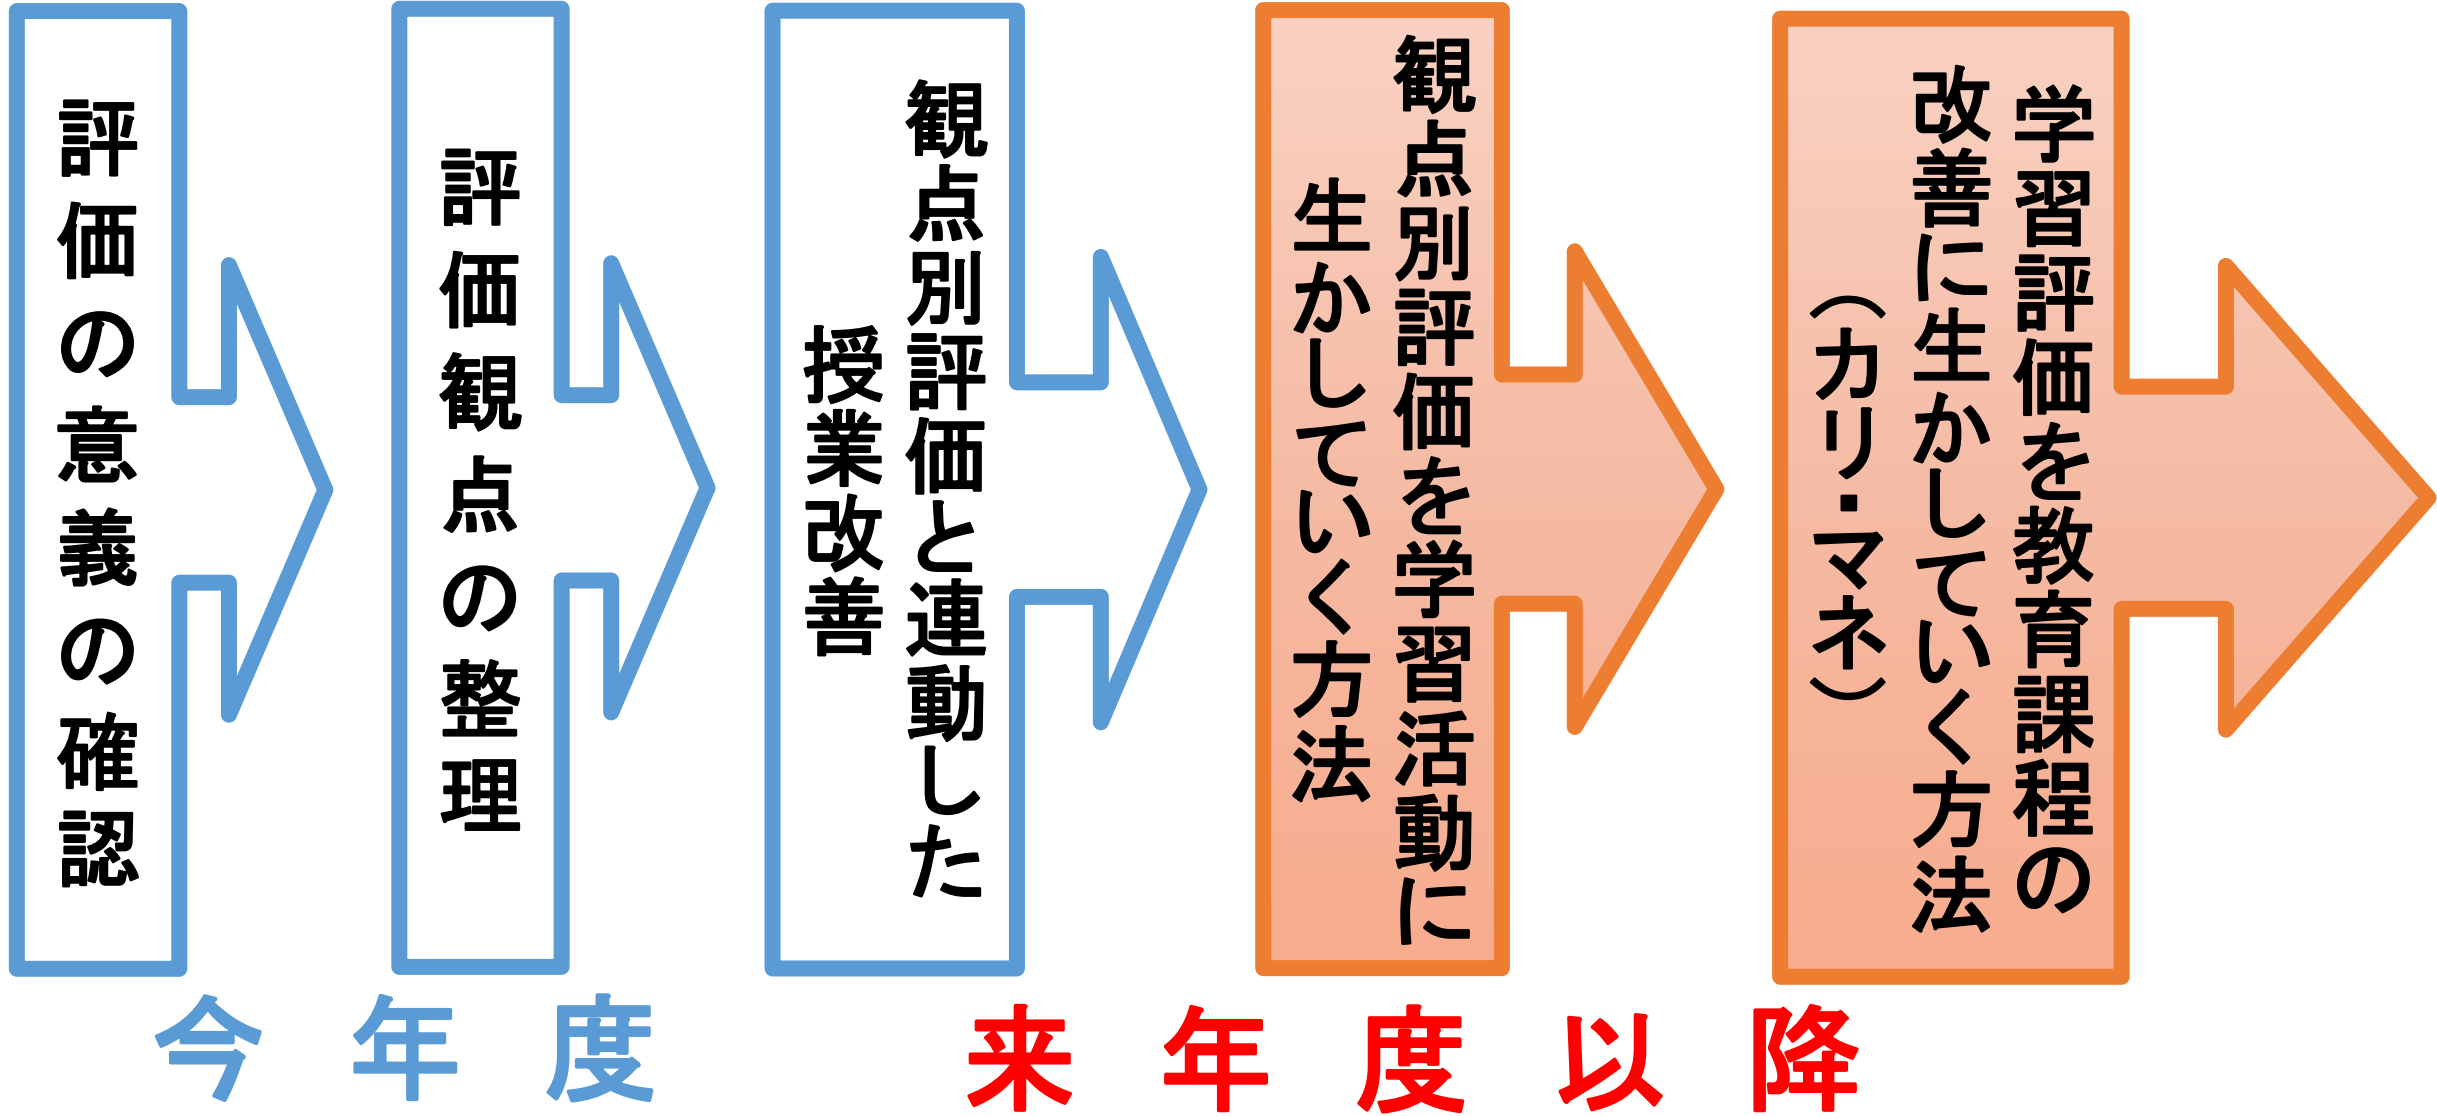 評価の意義の確認
評価観点の整理
観点別評価と連動した
授業改善
観点別評価を学習活動に
生かしていく方法
学習評価を教育課程の
改善に生かしていく方法
（カリ・マネ）
今年度
来年度以降